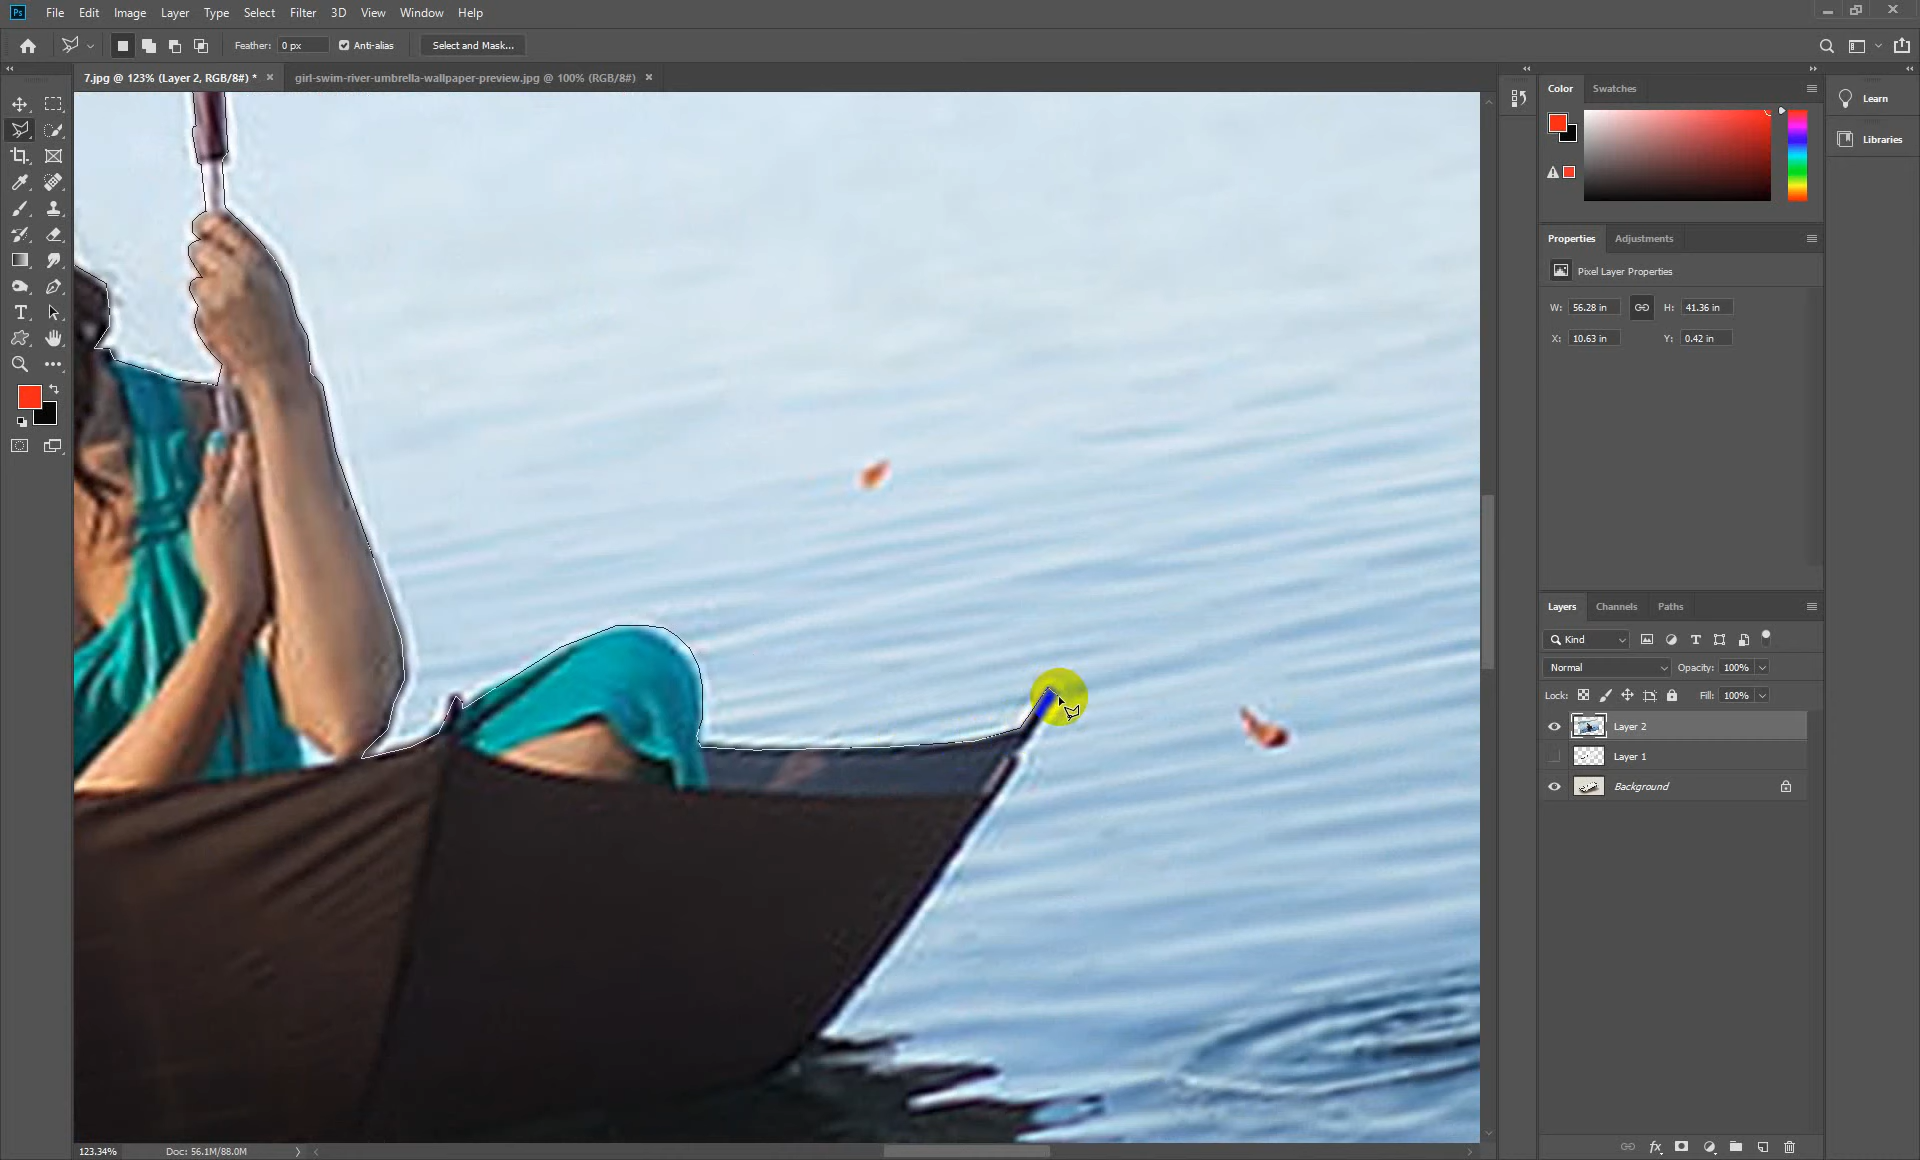 Ps File Edit Image Layer Type Select Filter 3D View Window Help
Feather: 0 px Anti-alias Select and Mask...
7.jpg @ 123% (Layer 2, RGB/8#) * × girl-swim-river-umbrella-wallpaper-preview.jpg @ 100% (RGB/8#) ×
Color Swatches
Learn
Libraries
Properties Adjustments
Pixel Layer Properties
W: 56.28 in H: 41.36 in
X: 10.63 in Y: 0.42 in
Layers Channels Paths
Kind
Normal Opacity: 100%
Lock: Fill: 100%
Layer 2
Layer 1
Background
123.34% Doc: 56.1M/88.0M